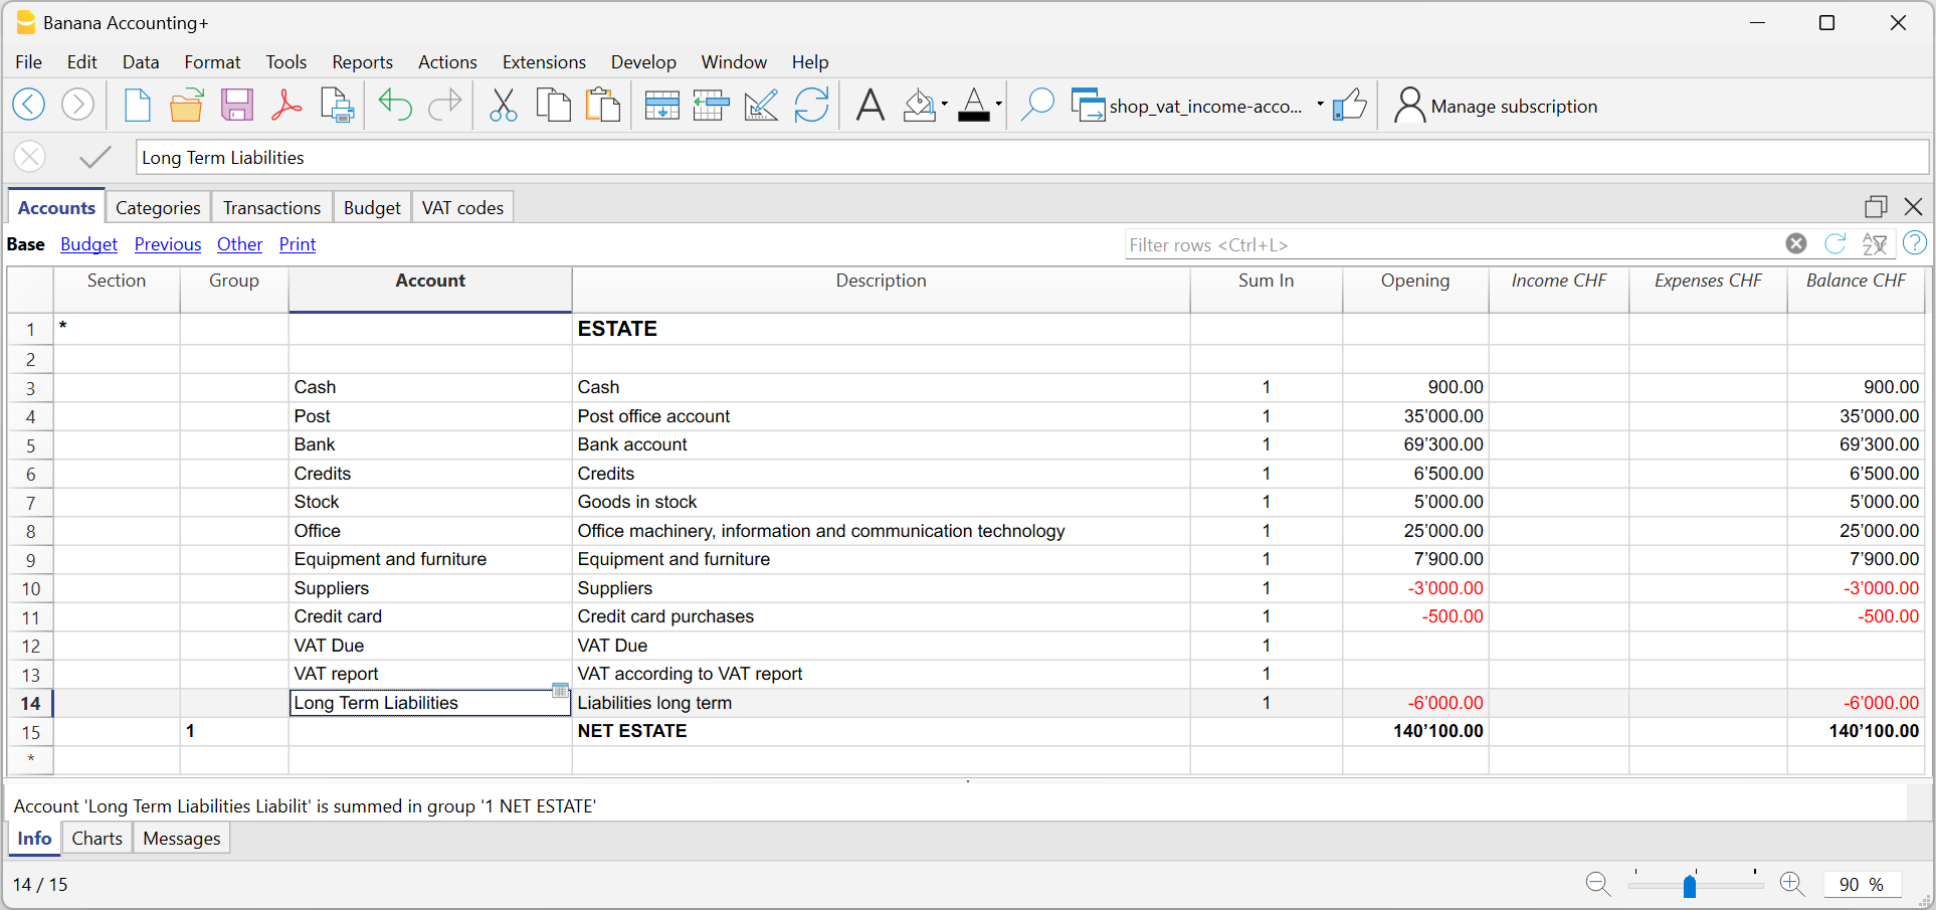 Banana Accounting+
File Edit Data Format Tools Reports Actions Extensions Develop Window Help
shop_vat_income-acco... Manage subscription
Long Term Liabilities
Accounts Categories Transactions Budget VAT codes
Base Budget Previous Other Print Filter rows <Ctrl+L>
Section Group Account Description Sum In Opening Income CHF Expenses CHF Balance CHF
1 * ESTATE
2
3 Cash Cash 1 900.00 900.00
4 Post Post office account 1 35’000.00 35’000.00
5 Bank Bank account 1 69’300.00 69’300.00
6 Credits Credits 1 6’500.00 6’500.00
7 Stock Goods in stock 1 5’000.00 5’000.00
8 Office Office machinery, information and communication technology 1 25’000.00 25’000.00
9 Equipment and furniture Equipment and furniture 1 7’900.00 7’900.00
10 Suppliers Suppliers 1 -3’000.00 -3’000.00
11 Credit card Credit card purchases 1 -500.00 -500.00
12 VAT Due VAT Due 1
13 VAT report VAT according to VAT report 1
14 Long Term Liabilities Liabilities long term 1 -6’000.00 -6’000.00
15 1 NET ESTATE 140’100.00 140’100.00
*
Account 'Long Term Liabilities Liabilit' is summed in group '1 NET ESTATE'
Info Charts Messages
14 / 15 90 %